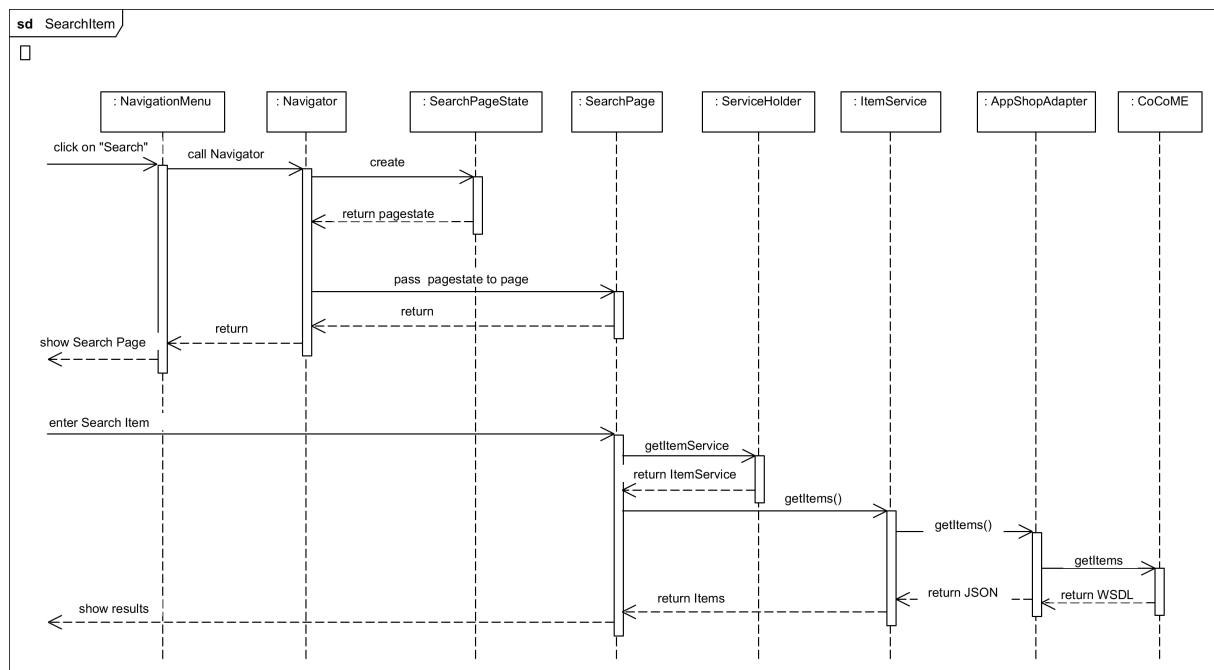 sd SearchItem
: NavigationMenu
: Navigator
: SearchPageState
: SearchPage
: ServiceHolder
: ItemService
: AppShopAdapter
: CoCoME
click on "Search"
call Navigator
create
return pagestate
pass pagestate to page
return
return
show Search Page
enter Search Item
getItemService
return ItemService
getItems()
getItems()
getItems
return WSDL
return JSON
return Items
show results